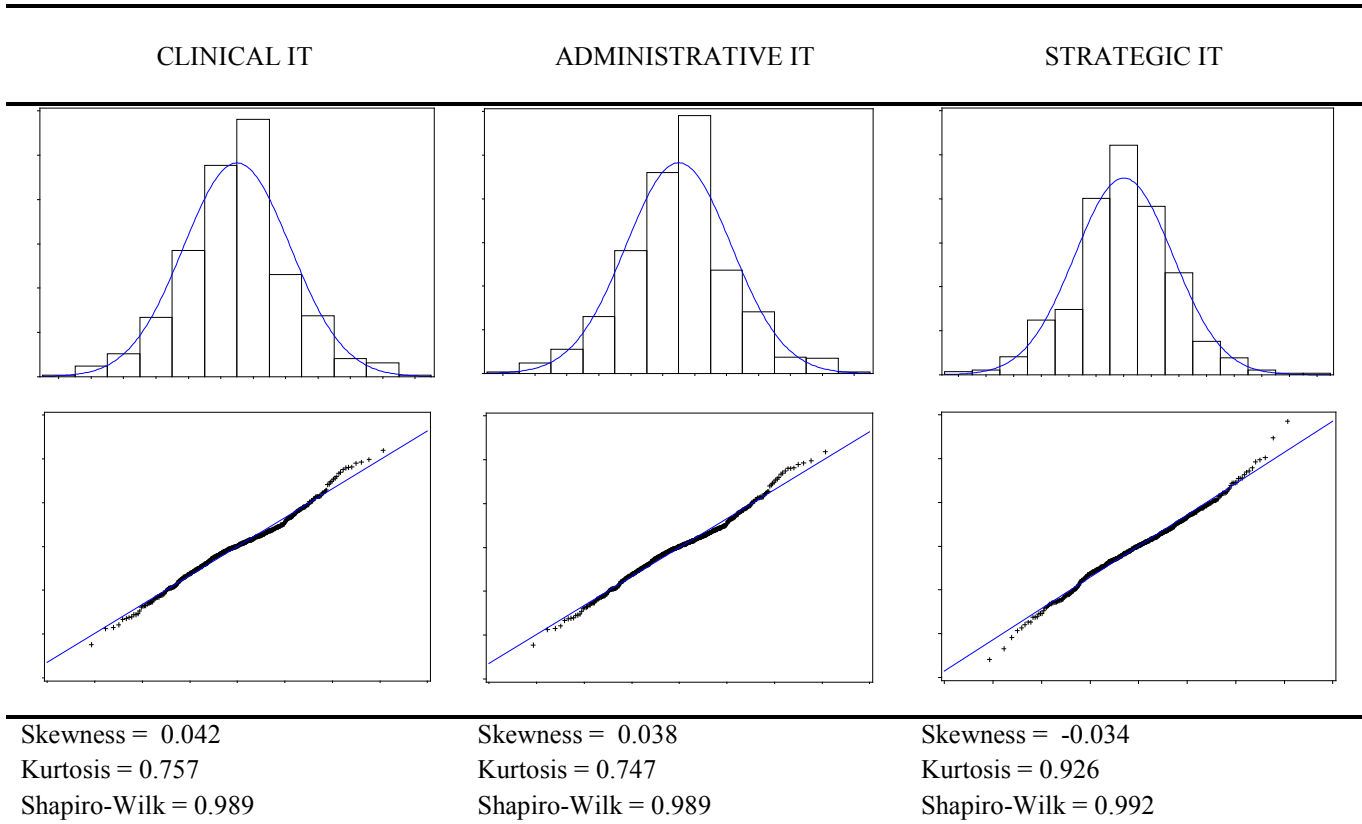 CLINICAL IT
ADMINISTRATIVE IT
STRATEGIC IT
Skewness = 0.042
Kurtosis = 0.757
Shapiro-Wilk = 0.989
Skewness = 0.038
Kurtosis = 0.747
Shapiro-Wilk = 0.989
Skewness = -0.034
Kurtosis = 0.926
Shapiro-Wilk = 0.992